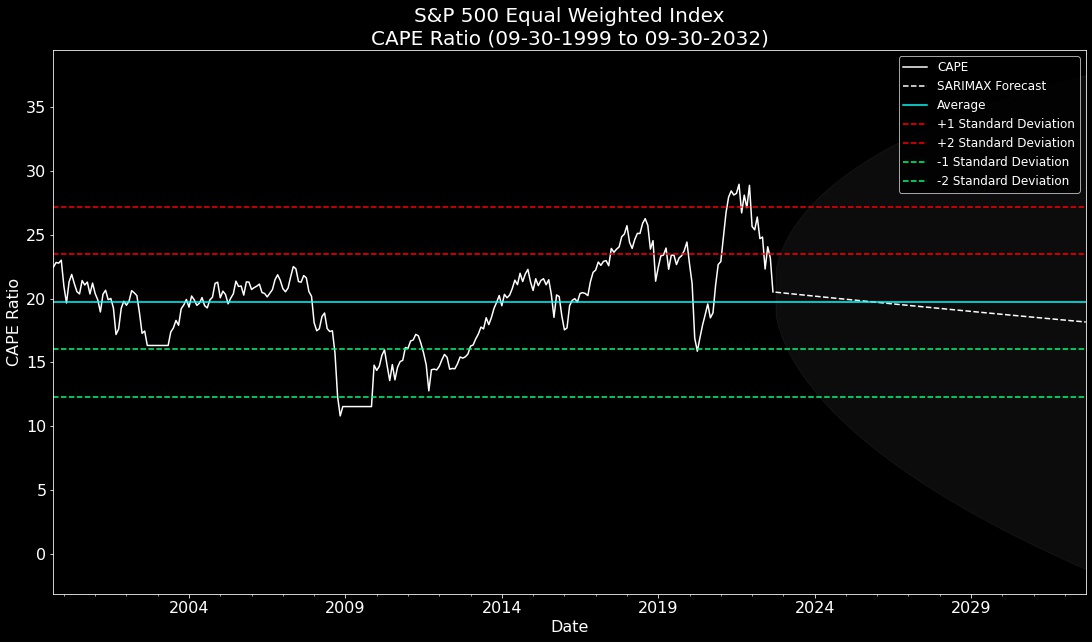 S&P 500 Equal Weighted Index
CAPE Ratio (09-30-1999 to 09-30-2032)
CAPE
SARIMAX Forecast
Average
+1 Standard Deviation
+2 Standard Deviation
-1 Standard Deviation
-2 Standard Deviation
CAPE Ratio
35
30
25
20
15
10
5
0
2004
2009
2014
2019
2024
2029
Date